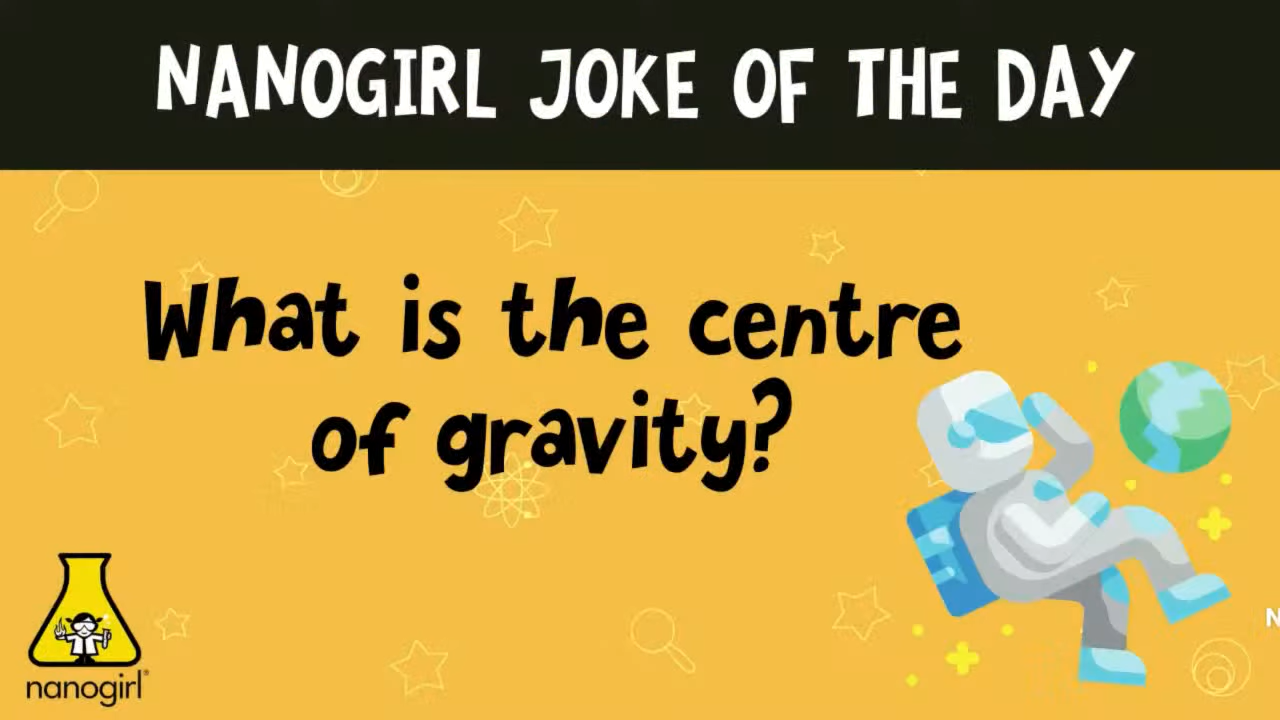 NANOGIRL JOKE OF THE DAY
What is the centre
of gravity?
nanogirl
N